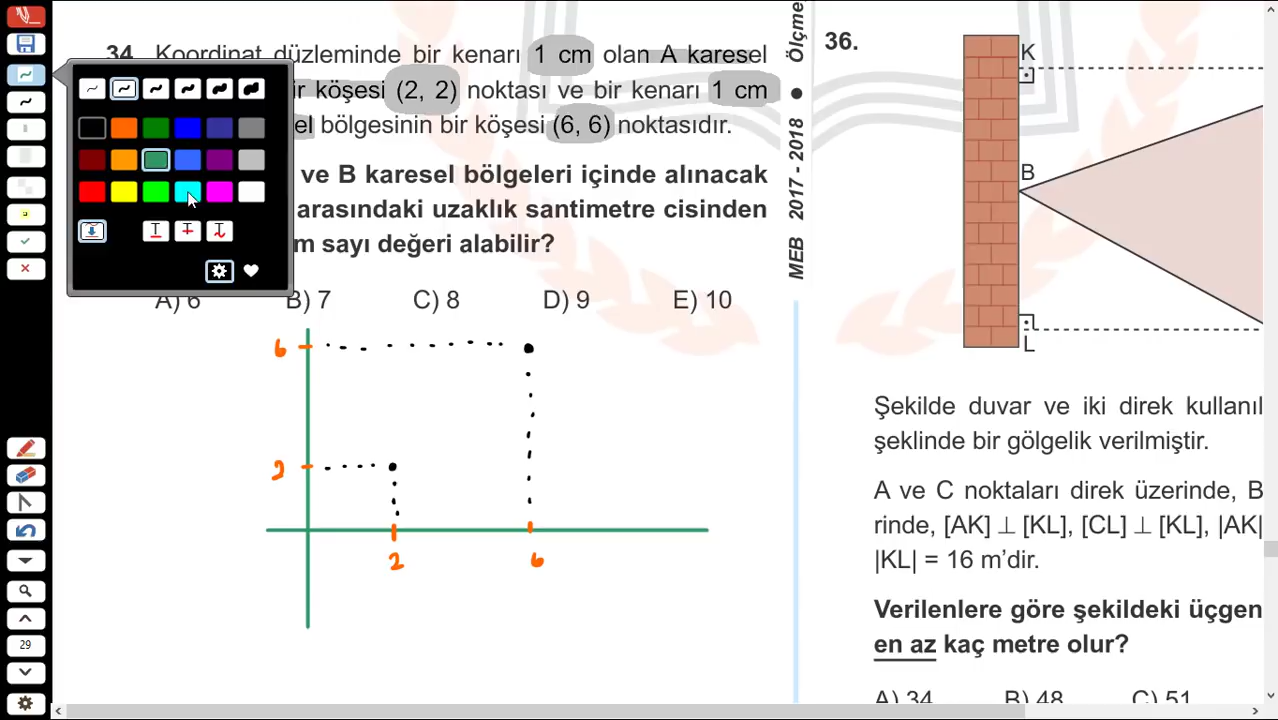 34. Koordinat düzleminde bir kenarı 1 cm olan A karesel
ir köşesi (2, 2) noktası ve bir kenarı 1 cm
el bölgesinin bir köşesi (6, 6) noktasıdır.
ve B karesel bölgeleri içinde alınacak
arasındaki uzaklık santimetre cisinden
m sayı değeri alabilir?
A) 6 B) 7 C) 8 D) 9 E) 10
6
2
2 6
MEB 2017 - 2018 ● Ölçme
36.
K
B
L
Şekilde duvar ve iki direk kullanıl
şeklinde bir gölgelik verilmiştir.
A ve C noktaları direk üzerinde, B
rinde, [AK] ⊥ [KL], [CL] ⊥ [KL], |AK|
|KL| = 16 m’dir.
Verilenlere göre şekildeki üçgen
en az kaç metre olur?
A) 34 B) 48 C) 51
29